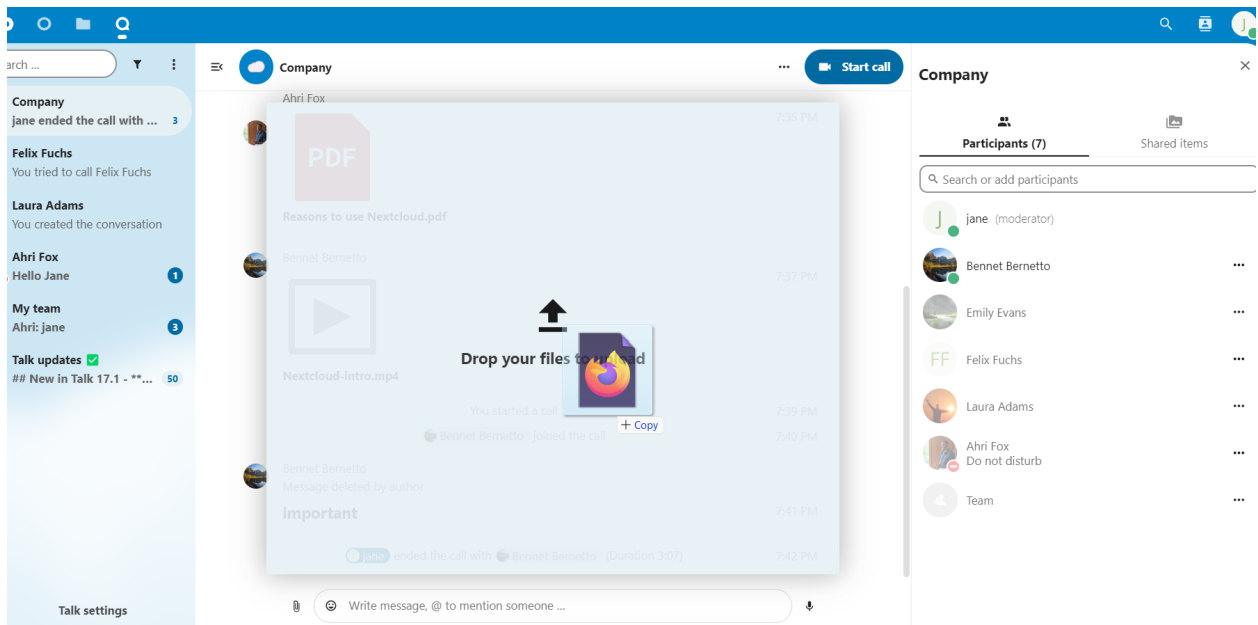 arch ...
Company
jane ended the call with ... 3
Felix Fuchs
You tried to call Felix Fuchs
Laura Adams
You created the conversation
Ahri Fox
Hello Jane 1
My team
Ahri: jane 3
Talk updates ✅
## New in Talk 17.1 - **... 50
Talk settings
Company
Start call
Ahri Fox
7:35 PM
PDF
Reasons to use Nextcloud.pdf
Bennet Bernetto
7:37 PM
Drop your files to upload
Nextcloud-intro.mp4
You started a call 7:39 PM
+ Copy
Bennet Bernetto joined the call 7:40 PM
Bennet Bernetto
Message deleted by author
Important 7:41 PM
jane ended the call with Bennet Bernetto (Duration 3:07) 7:42 PM
Write message, @ to mention someone ...
J
Company
Participants (7)
Shared items
Search or add participants
J jane (moderator)
Bennet Bernetto
Emily Evans
FF Felix Fuchs
Laura Adams
Ahri Fox
Do not disturb
Team